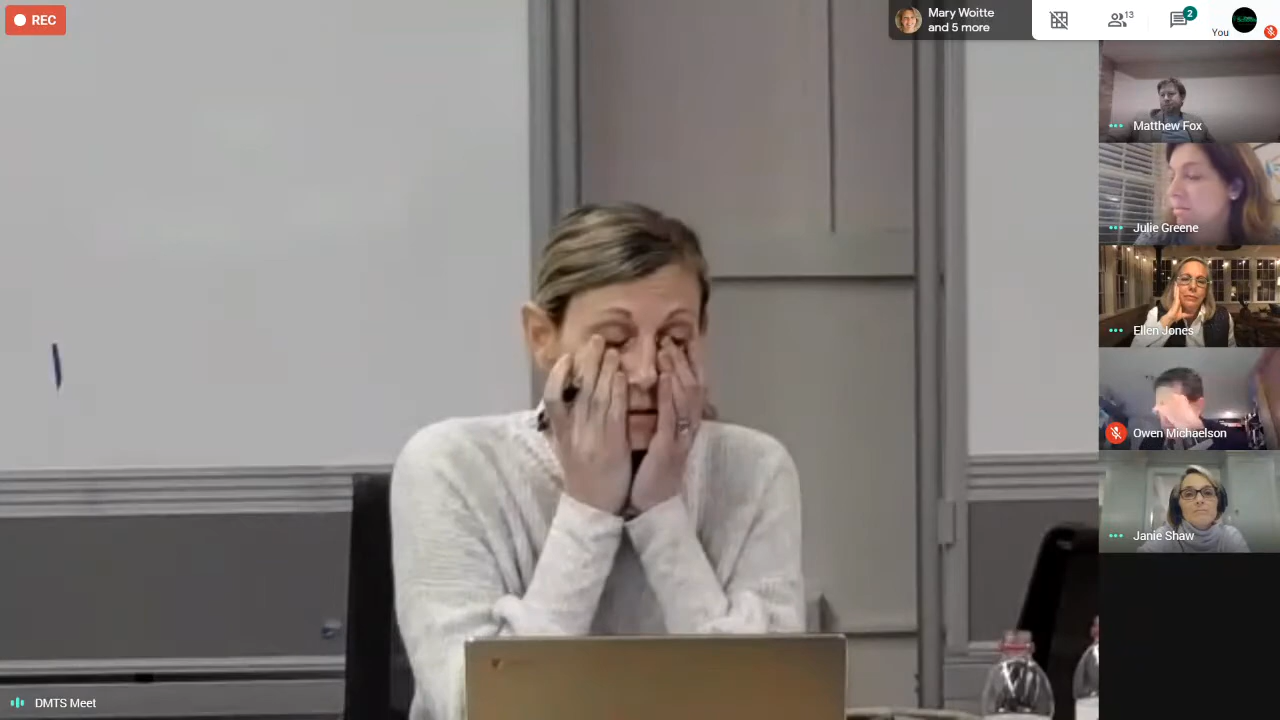 REC
Mary Woitte
and 5 more
13
2
You
Matthew Fox
Julie Greene
Ellen Jones
Owen Michaelson
Janie Shaw
DMTS Meet